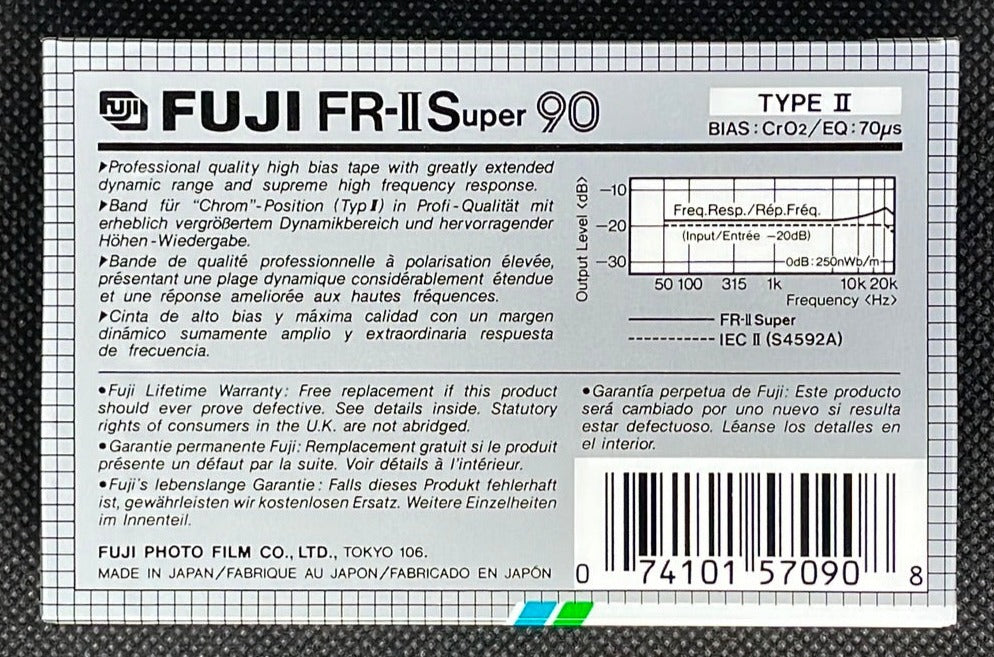 FUJI FUJI FR-II Super 90
TYPE II
BIAS : CrO2/EQ : 70μs
▶Professional quality high bias tape with greatly extended
dynamic range and supreme high frequency response.
▶Band für “Chrom”-Position (Typ II) in Profi-Qualität mit
erheblich vergrößertem Dynamikbereich und hervorragender
Höhen-Wiedergabe.
▶Bande de qualité professionnelle à polarisation élevée,
présentant une plage dynamique considérablement étendue
et une réponse ameliorée aux hautes fréquences.
▶Cinta de alto bias y máxima calidad con un margen
dinámico sumamente amplio y extraordinaria respuesta
de frecuencia.
Output Level <dB>
−10
−20
−30
Freq.Resp./Rép.Fréq.
(Input/Entrée −20dB)
0dB : 250nWb/m
50 100 315 1k 10k 20k
Frequency <Hz>
FR-II Super
IEC II (S4592A)
●Fuji Lifetime Warranty: Free replacement if this product
should ever prove defective. See details inside. Statutory
rights of consumers in the U.K. are not abridged.
●Garantie permanente Fuji: Remplacement gratuit si le produit
présente un défaut par la suite. Voir détails à l'intérieur.
●Fuji's lebenslange Garantie : Falls dieses Produkt fehlerhaft
ist, gewährleisten wir kostenlosen Ersatz. Weitere Einzelheiten
im Innenteil.
●Garantía perpetua de Fuji: Este producto
será cambiado por uno nuevo si resulta
estar defectuoso. Léanse los detalles en
el interior.
FUJI PHOTO FILM CO., LTD., TOKYO 106.
MADE IN JAPAN/FABRIQUE AU JAPON/FABRICADO EN JAPÓN
0 74101 57090 8